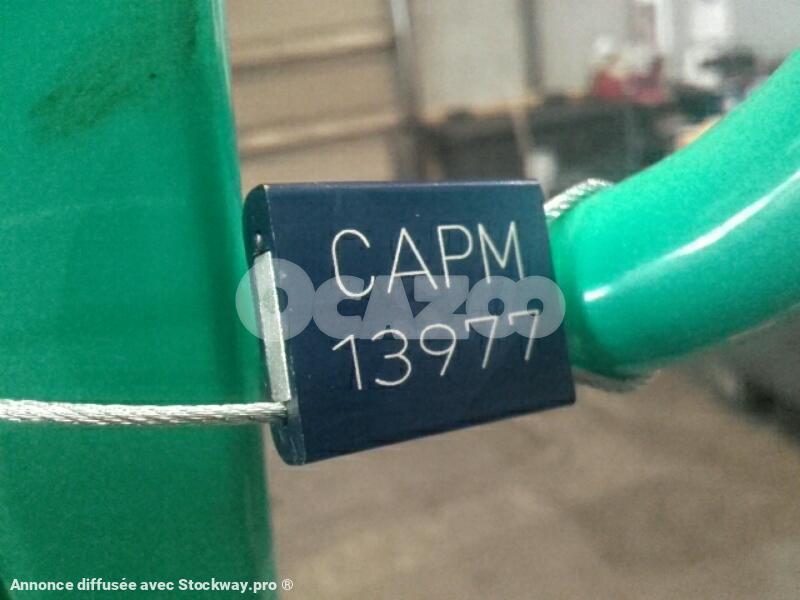 CAPM
OCAZOO
13977
Annonce diffusée avec Stockway.pro ®